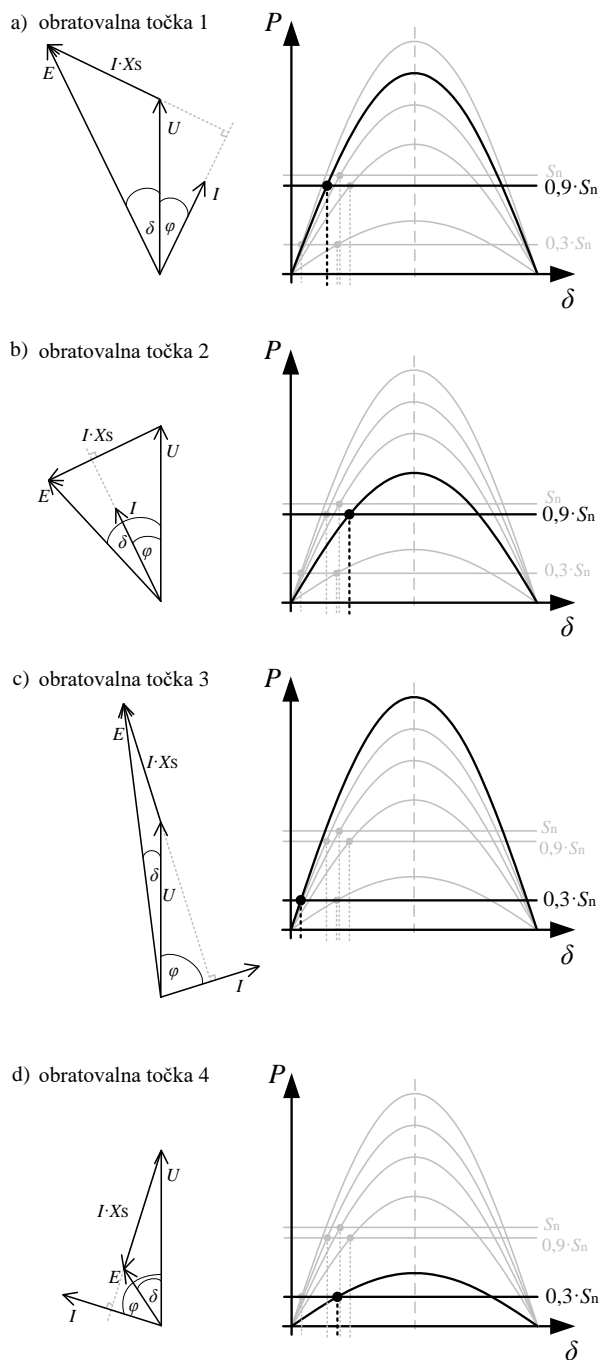 a) obratovalna točka 1
P
E
I·Xs
U
I
δ
φ
Sn
0,9·Sn
0,3·Sn
δ
b) obratovalna točka 2
P
I·Xs
U
E
I
δ
φ
Sn
0,9·Sn
0,3·Sn
δ
c) obratovalna točka 3
P
E
I·Xs
δ
U
φ
I
Sn
0,9·Sn
0,3·Sn
δ
d) obratovalna točka 4
P
U
I·Xs
E
I
φ
δ
Sn
0,9·Sn
0,3·Sn
δ